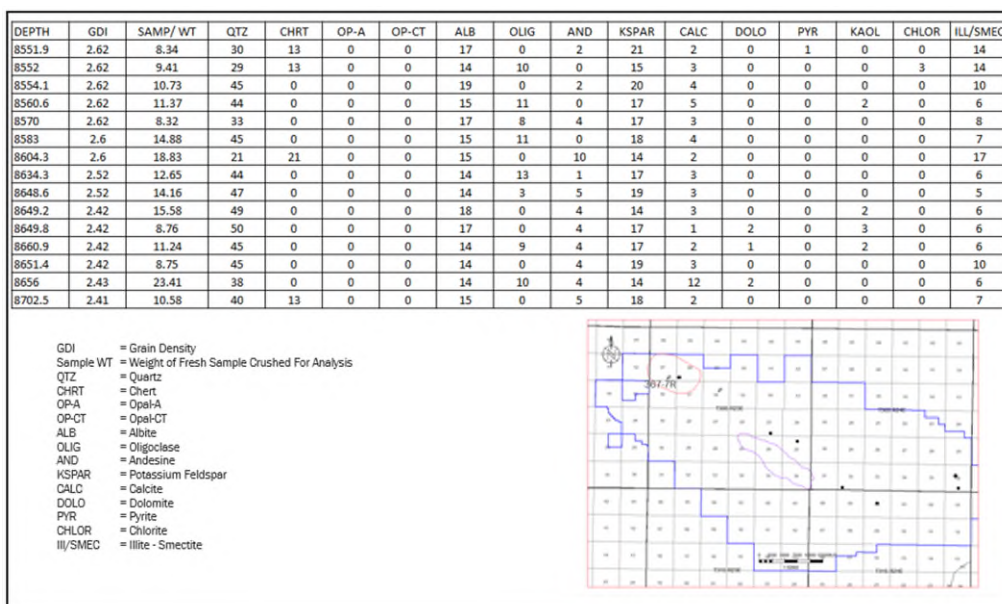 DEPTH GDI SAMP/ WT QTZ CHRT OP-A OP-CT ALB OLIG AND KSPAR CALC DOLO PYR KAOL CHLOR ILL/SMEC
8551.9 2.62 8.34 30 13 0 0 17 0 2 21 2 0 1 0 0 14
8552 2.62 9.41 29 13 0 0 14 10 0 15 3 0 0 0 3 14
8554.1 2.62 10.73 45 0 0 0 19 0 2 20 4 0 0 0 0 10
8560.6 2.62 11.37 44 0 0 0 15 11 0 17 5 0 0 2 0 6
8570 2.62 8.32 33 0 0 0 17 8 4 17 3 0 0 0 0 8
8583 2.6 14.88 45 0 0 0 15 11 0 18 4 0 0 0 0 7
8604.3 2.6 18.83 21 21 0 0 15 0 10 14 2 0 0 0 0 17
8634.3 2.52 12.65 44 0 0 0 14 13 1 17 3 0 0 0 0 6
8648.6 2.52 14.16 47 0 0 0 14 3 5 19 3 0 0 0 0 5
8649.2 2.42 15.58 49 0 0 0 18 0 4 14 3 0 0 2 0 6
8649.8 2.42 8.76 50 0 0 0 17 0 4 17 1 2 0 3 0 6
8660.9 2.42 11.24 45 0 0 0 14 9 4 17 2 1 0 2 0 6
8651.4 2.42 8.75 45 0 0 0 14 0 4 19 3 0 0 0 0 10
8656 2.43 23.41 38 0 0 0 14 10 4 14 12 2 0 0 0 6
8702.5 2.41 10.58 40 13 0 0 15 0 5 18 2 0 0 0 0 7
GDI = Grain Density
Sample WT = Weight of Fresh Sample Crushed For Analysis
QTZ = Quartz
CHRT = Chert
OP-A = Opal-A
OP-CT = Opal-CT
ALB = Albite
OLIG = Oligoclase
AND = Andesine
KSPAR = Potassium Feldspar
CALC = Calcite
DOLO = Dolomite
PYR = Pyrite
CHLOR = Chlorite
Ill/SMEC = Illite - Smectite
N
367-7R